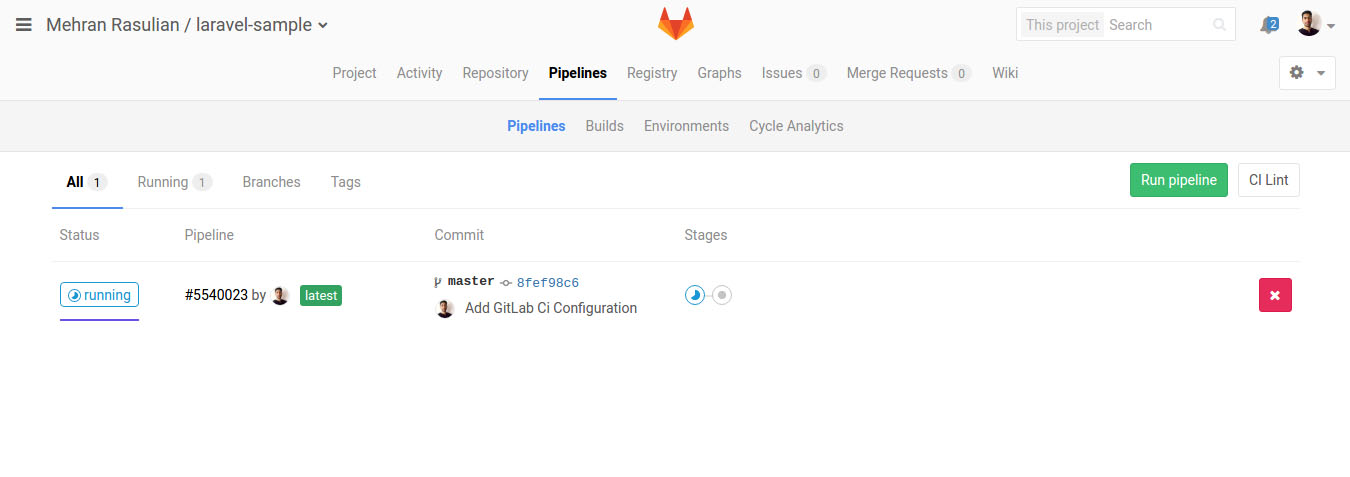 Mehran Rasulian / laravel-sample
This project Search
2
Project Activity Repository Pipelines Registry Graphs Issues 0 Merge Requests 0 Wiki
Pipelines Builds Environments Cycle Analytics
All 1 Running 1 Branches Tags
Run pipeline CI Lint
Status Pipeline Commit Stages
running #5540023 by latest master 8fef98c6
Add GitLab Ci Configuration